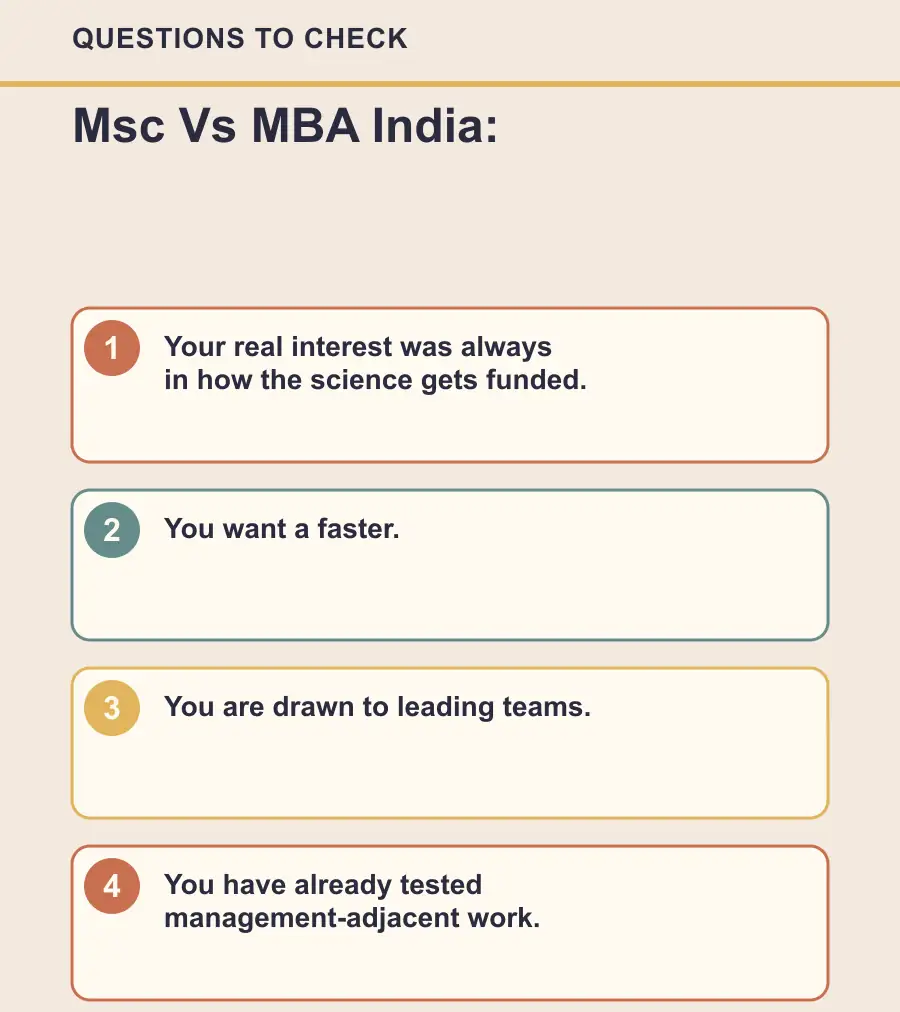 QUESTIONS TO CHECK
Msc Vs MBA India:
1
Your real interest was always
in how the science gets funded.
2
You want a faster.
3
You are drawn to leading teams.
4
You have already tested
management-adjacent work.